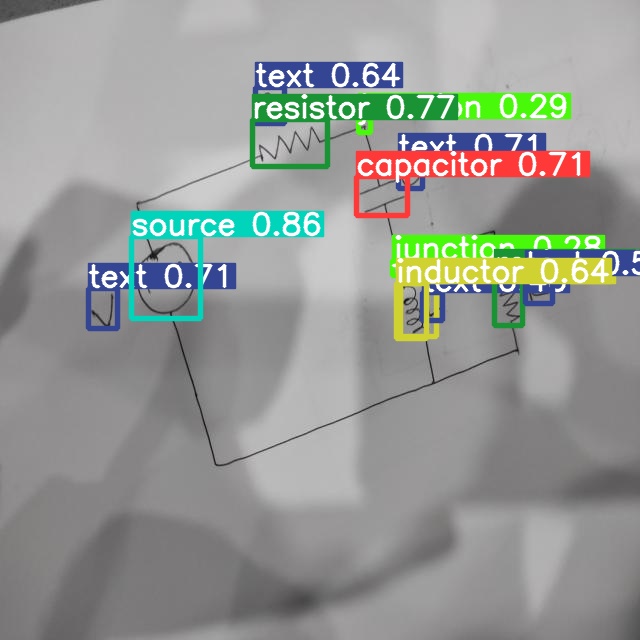 text 0.64
resistor 0.77
0.29
text 0.71
capacitor 0.71
source 0.86
junction 0.28
text 0.71
inductor 0.64
V